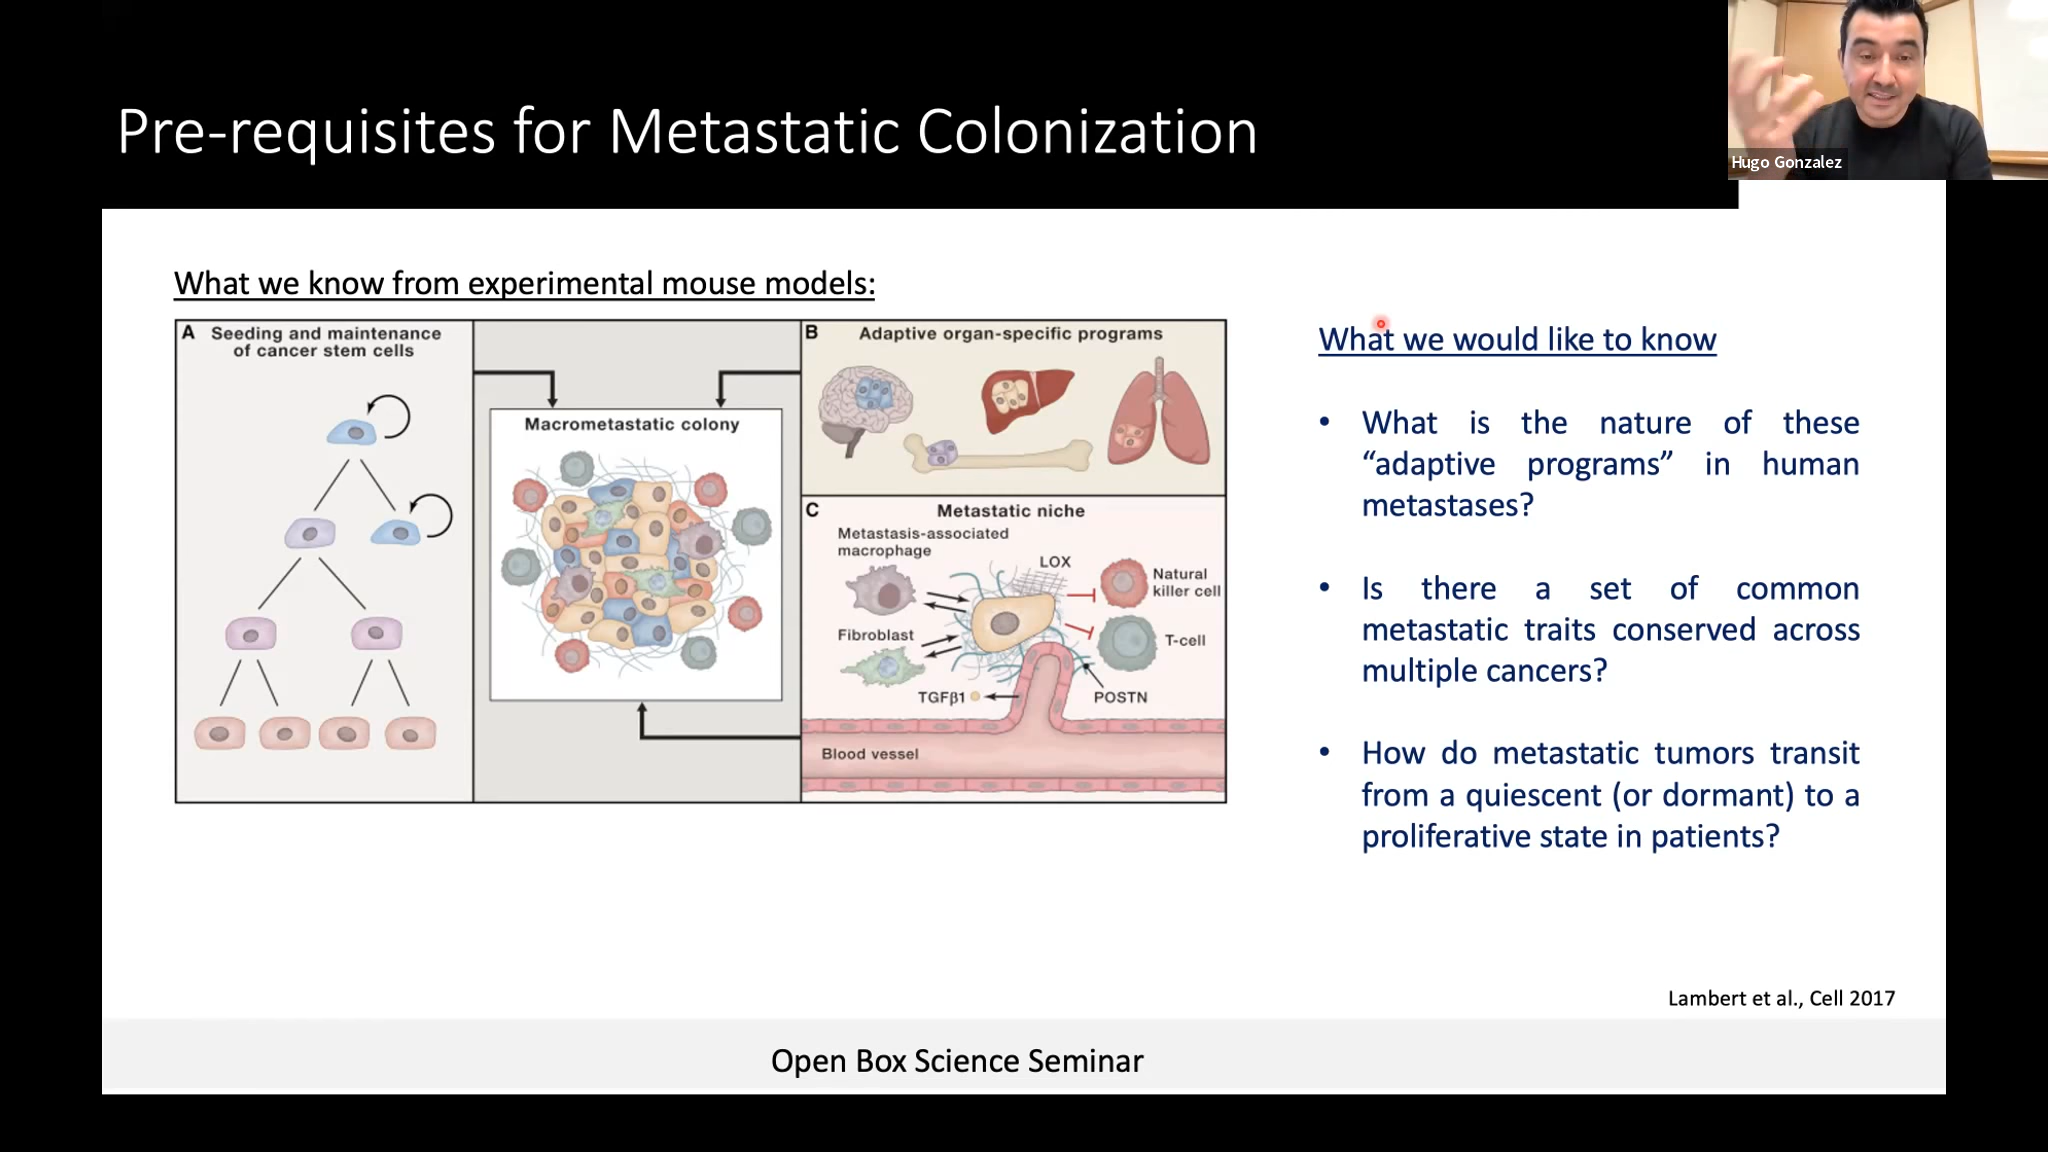 Pre-requisites for Metastatic Colonization
Hugo Gonzalez
What we know from experimental mouse models:
A Seeding and maintenance
of cancer stem cells
Macrometastatic colony
B Adaptive organ-specific programs
C Metastatic niche
Metastasis-associated
macrophage
LOX
Natural
killer cell
Fibroblast
T-cell
TGFβ1
POSTN
Blood vessel
What we would like to know
• What is the nature of these
“adaptive programs” in human
metastases?
• Is there a set of common
metastatic traits conserved across
multiple cancers?
• How do metastatic tumors transit
from a quiescent (or dormant) to a
proliferative state in patients?
Lambert et al., Cell 2017
Open Box Science Seminar